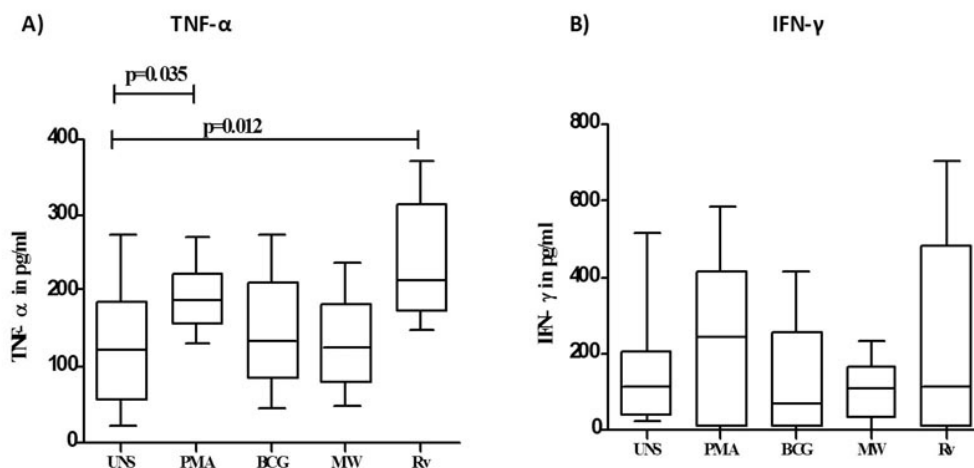 A) TNF-α
p=0.035
p=0.012
400
300
200
100
0
TNF- α in pg/ml
UNS PMA BCG MW Rv
B) IFN-γ
800
600
400
200
0
IFN- γ in pg/ml
UNS PMA BCG MW Rv